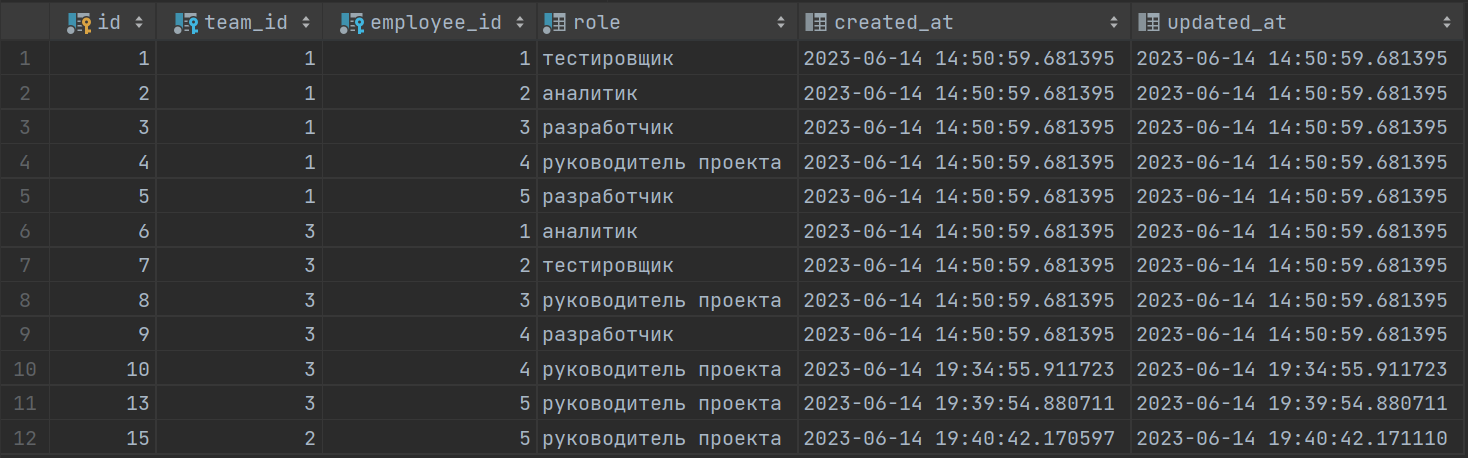 id team_id employee_id role created_at updated_at
1 1 1 1 тестировщик 2023-06-14 14:50:59.681395 2023-06-14 14:50:59.681395
2 2 1 2 аналитик 2023-06-14 14:50:59.681395 2023-06-14 14:50:59.681395
3 3 1 3 разработчик 2023-06-14 14:50:59.681395 2023-06-14 14:50:59.681395
4 4 1 4 руководитель проекта 2023-06-14 14:50:59.681395 2023-06-14 14:50:59.681395
5 5 1 5 разработчик 2023-06-14 14:50:59.681395 2023-06-14 14:50:59.681395
6 6 3 1 аналитик 2023-06-14 14:50:59.681395 2023-06-14 14:50:59.681395
7 7 3 2 тестировщик 2023-06-14 14:50:59.681395 2023-06-14 14:50:59.681395
8 8 3 3 руководитель проекта 2023-06-14 14:50:59.681395 2023-06-14 14:50:59.681395
9 9 3 4 разработчик 2023-06-14 14:50:59.681395 2023-06-14 14:50:59.681395
10 10 3 4 руководитель проекта 2023-06-14 19:34:55.911723 2023-06-14 19:34:55.911723
11 13 3 5 руководитель проекта 2023-06-14 19:39:54.880711 2023-06-14 19:39:54.880711
12 15 2 5 руководитель проекта 2023-06-14 19:40:42.170597 2023-06-14 19:40:42.171110